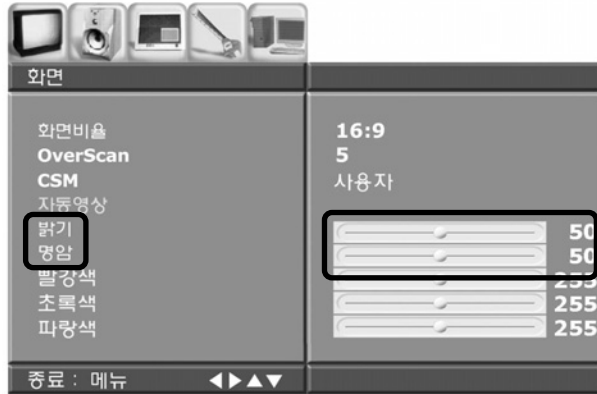 화면
화면비율 16:9
OverScan 5
CSM 사용자
자동영상
밝기 50
명암 50
빨강색 255
초록색 255
파랑색 255
종료 : 메뉴 ◀▶▲▼